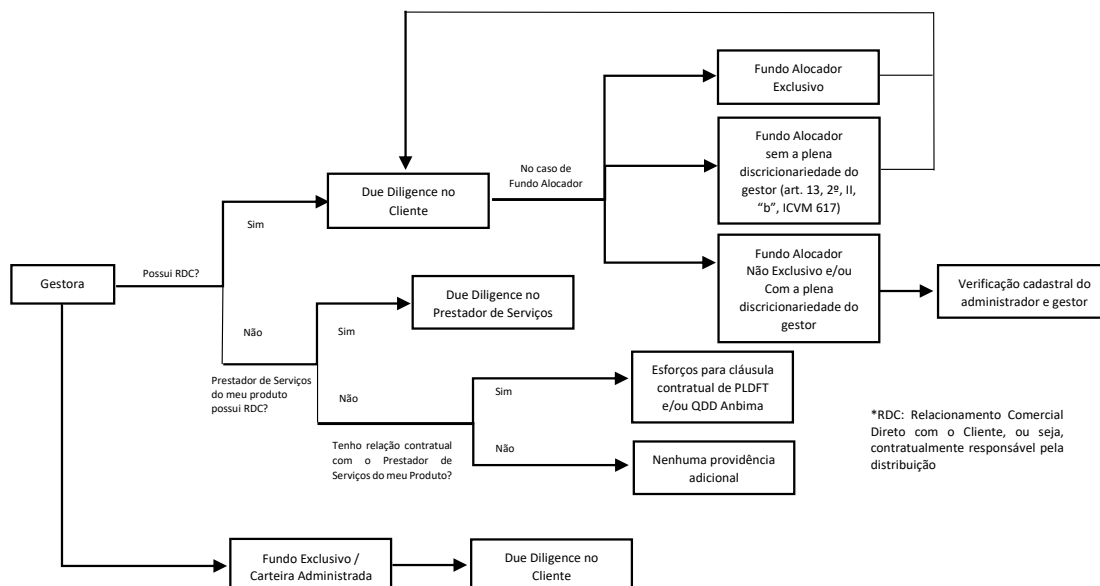 Fundo Alocador
Exclusivo
Fundo Alocador
sem a plena
discricionariedade do
gestor (art. 13, 2º, II,
“b”, ICVM 617)
No caso de
Fundo Alocador
Due Diligence no
Cliente
Sim
Fundo Alocador
Não Exclusivo e/ou
Com a plena
discricionariedade do
gestor
Verificação cadastral do
administrador e gestor
Gestora
Possui RDC?
Due Diligence no
Prestador de Serviços
Não
Sim
Prestador de Serviços
do meu produto
possui RDC?
Não
Esforços para cláusula
contratual de PLDFT
e/ou QDD Anbima
Sim
Tenho relação contratual
com o Prestador de
Serviços do meu Produto?
Não
Nenhuma providência
adicional
*RDC: Relacionamento Comercial
Direto com o Cliente, ou seja,
contratualmente responsável pela
distribuição
Fundo Exclusivo /
Carteira Administrada
Due Diligence no
Cliente